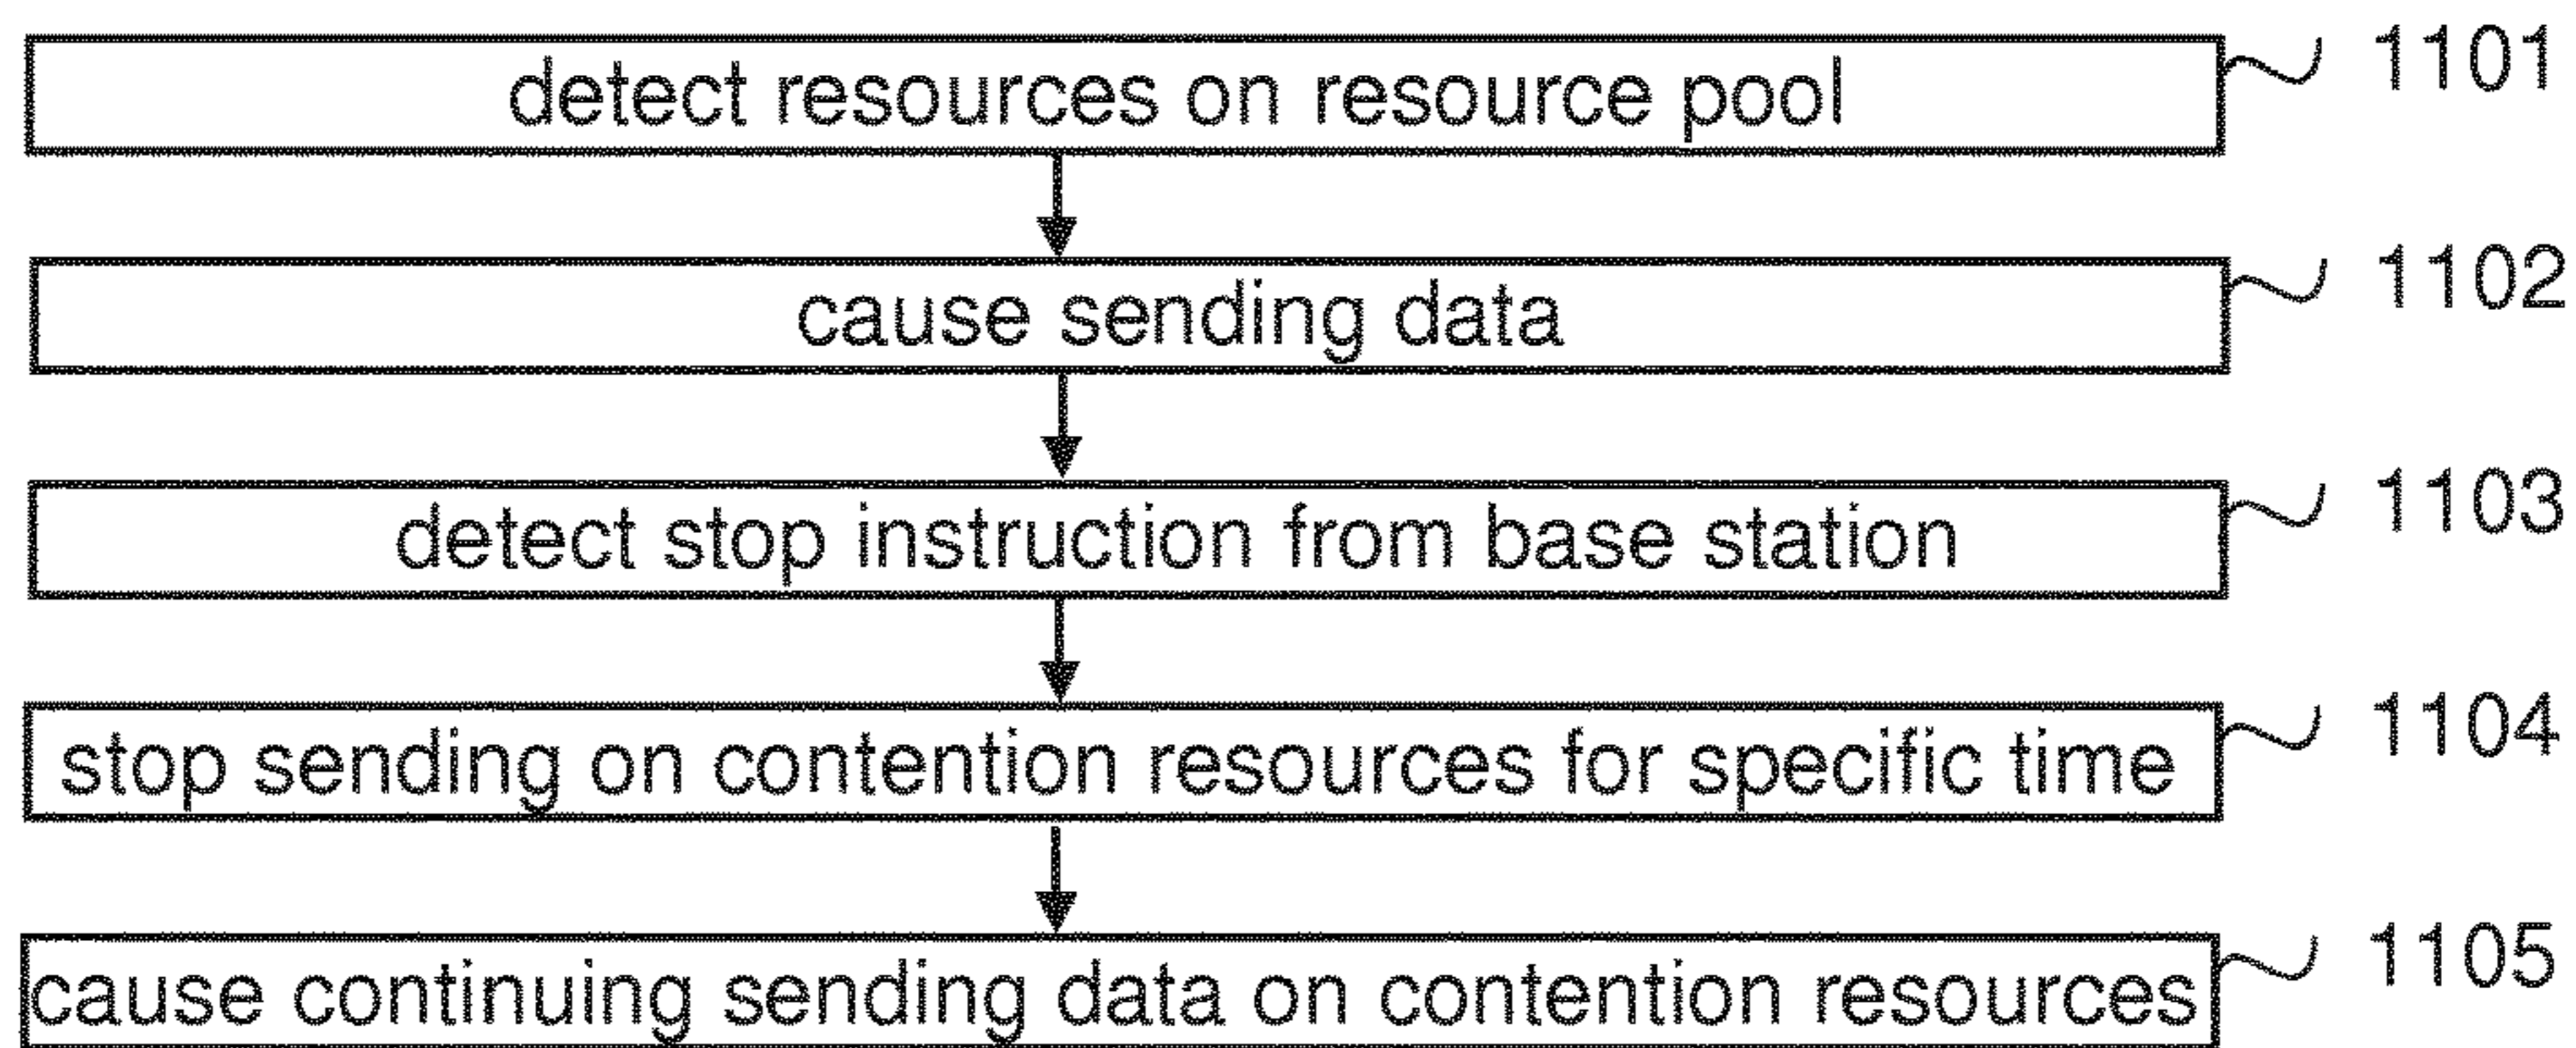 detect resources on resource pool 1101
cause sending data 1102
detect stop instruction from base station 1103
stop sending on contention resources for specific time 1104
cause continuing sending data on contention resources 1105